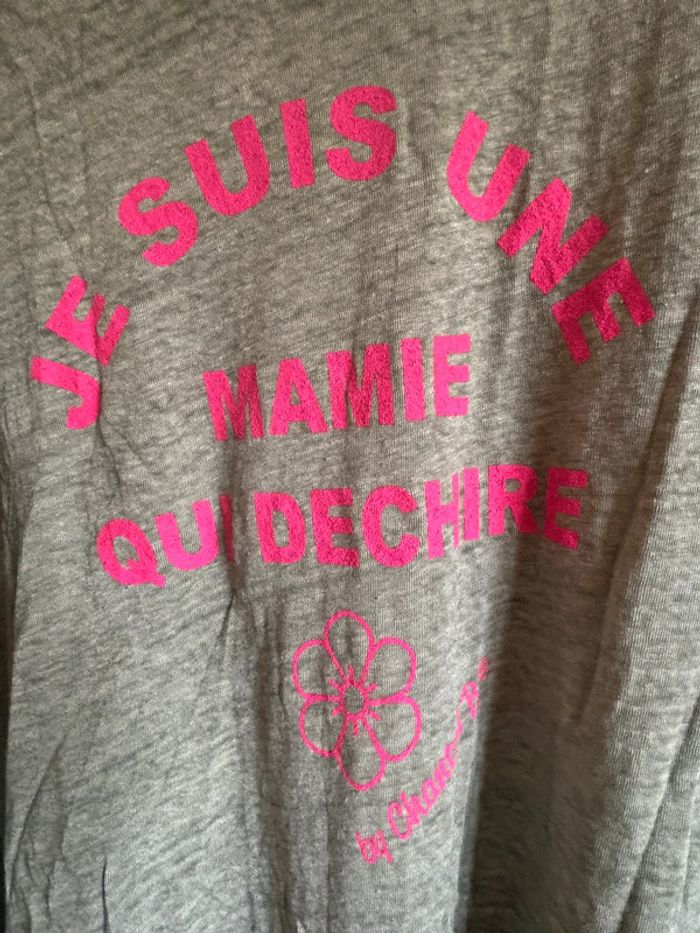 JE SUIS UNE
MAMIE
QUI DECHIRE
by